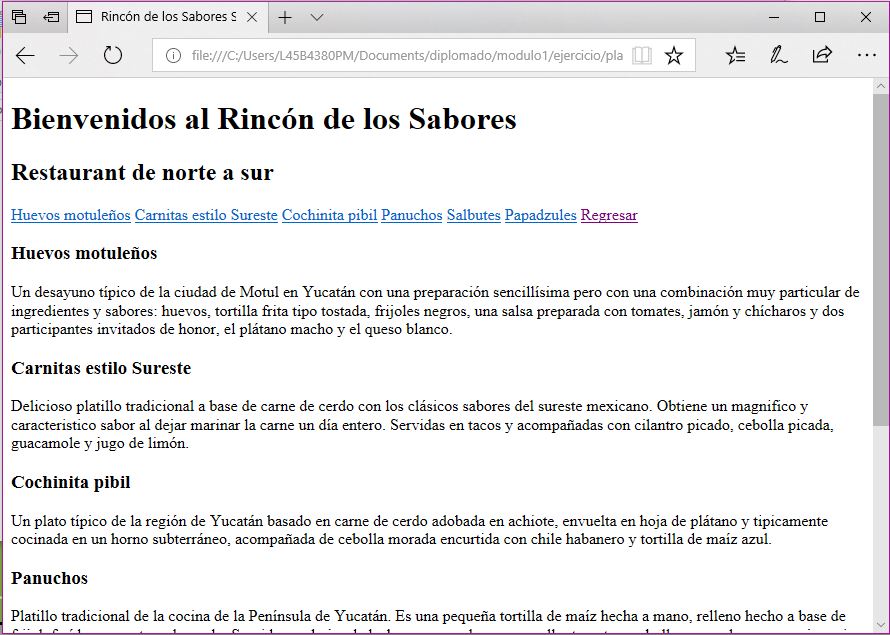 Rincón de los Sabores S
file:///C:/Users/L45B4380PM/Documents/diplomado/modulo1/ejercicio/pla
Bienvenidos al Rincón de los Sabores
Restaurant de norte a sur
Huevos motuleños Carnitas estilo Sureste Cochinita pibil Panuchos Salbutes Papadzules Regresar
Huevos motuleños
Un desayuno típico de la ciudad de Motul en Yucatán con una preparación sencillísima pero con una combinación muy particular de
ingredientes y sabores: huevos, tortilla frita tipo tostada, frijoles negros, una salsa preparada con tomates, jamón y chícharos y dos
participantes invitados de honor, el plátano macho y el queso blanco.
Carnitas estilo Sureste
Delicioso platillo tradicional a base de carne de cerdo con los clásicos sabores del sureste mexicano. Obtiene un magnifico y
caracteristico sabor al dejar marinar la carne un día entero. Servidas en tacos y acompañadas con cilantro picado, cebolla picada,
guacamole y jugo de limón.
Cochinita pibil
Un plato típico de la región de Yucatán basado en carne de cerdo adobada en achiote, envuelta en hoja de plátano y tipicamente
cocinada en un horno subterráneo, acompañada de cebolla morada encurtida con chile habanero y tortilla de maíz azul.
Panuchos
Platillo tradicional de la cocina de la Península de Yucatán. Es una pequeña tortilla de maíz hecha a mano, relleno hecho a base de